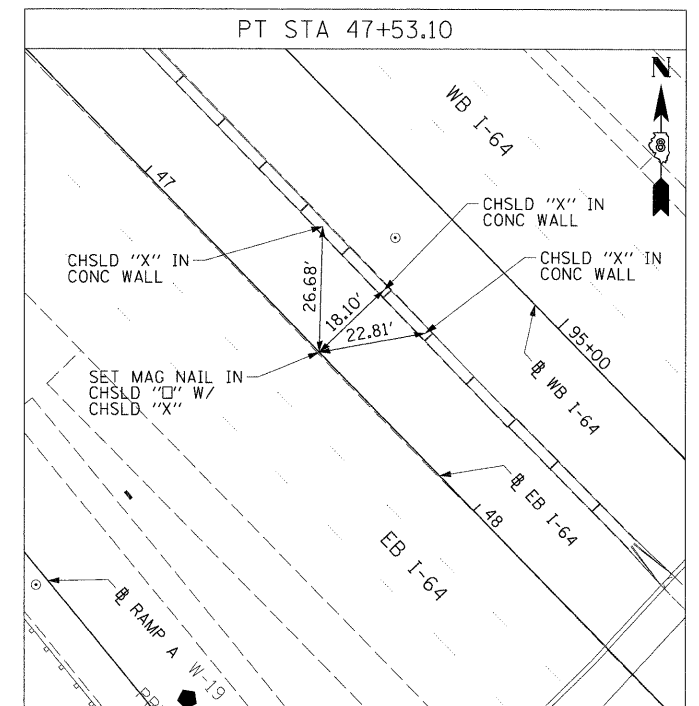 PT STA 47+53.10
N
8
WB I-64
47
CHSLD "X" IN
CONC WALL
CHSLD "X" IN
CONC WALL
CHSLD "X" IN
CONC WALL
26.68'
18.10'
22.81'
95+00
SET MAG NAIL IN
CHSLD "□" W/
CHSLD "X"
℄ WB I-64
℄ EB I-64
48
EB I-64
℄ RAMP A
W-19